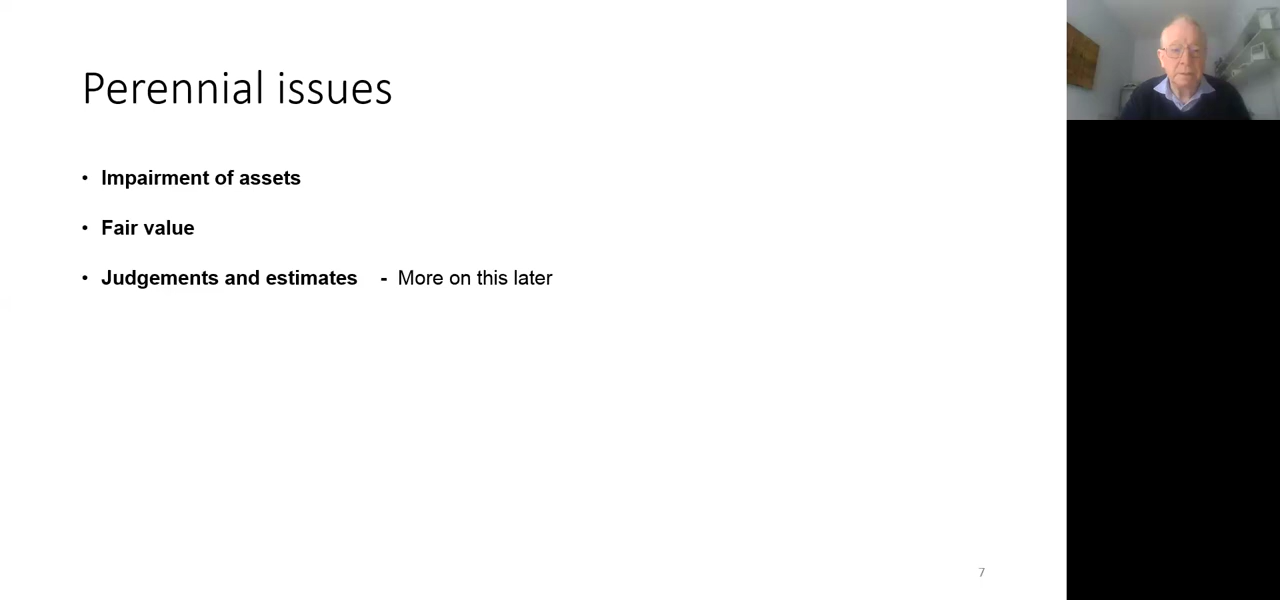 Perennial issues
• Impairment of assets
• Fair value
• Judgements and estimates - More on this later
7